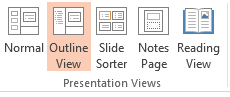 Normal Outline View Slide Sorter Notes Page Reading View
Presentation Views